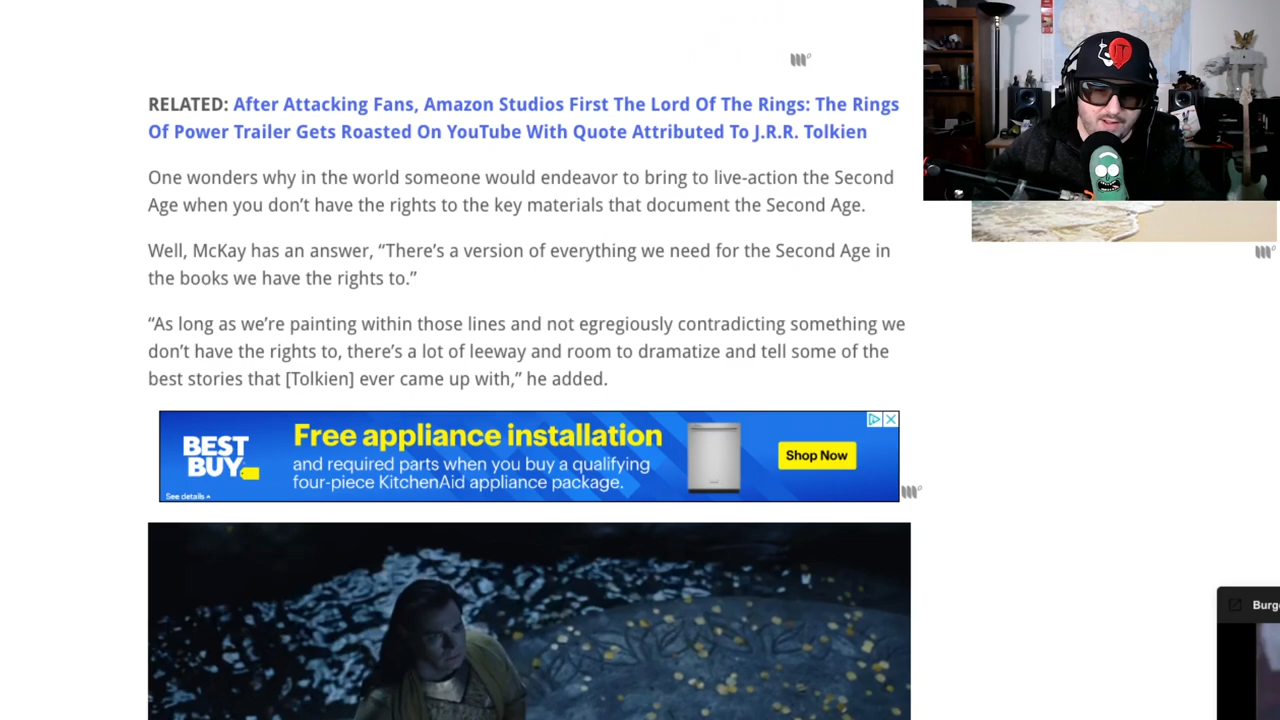 RELATED: After Attacking Fans, Amazon Studios First The Lord Of The Rings: The Rings
Of Power Trailer Gets Roasted On YouTube With Quote Attributed To J.R.R. Tolkien
One wonders why in the world someone would endeavor to bring to live-action the Second
Age when you don’t have the rights to the key materials that document the Second Age.
Well, McKay has an answer, “There’s a version of everything we need for the Second Age in
the books we have the rights to.”
“As long as we’re painting within those lines and not egregiously contradicting something we
don’t have the rights to, there’s a lot of leeway and room to dramatize and tell some of the
best stories that [Tolkien] ever came up with,” he added.
BEST
BUY
Free appliance installation
and required parts when you buy a qualifying
four-piece KitchenAid appliance package.
Shop Now
See details
Burg